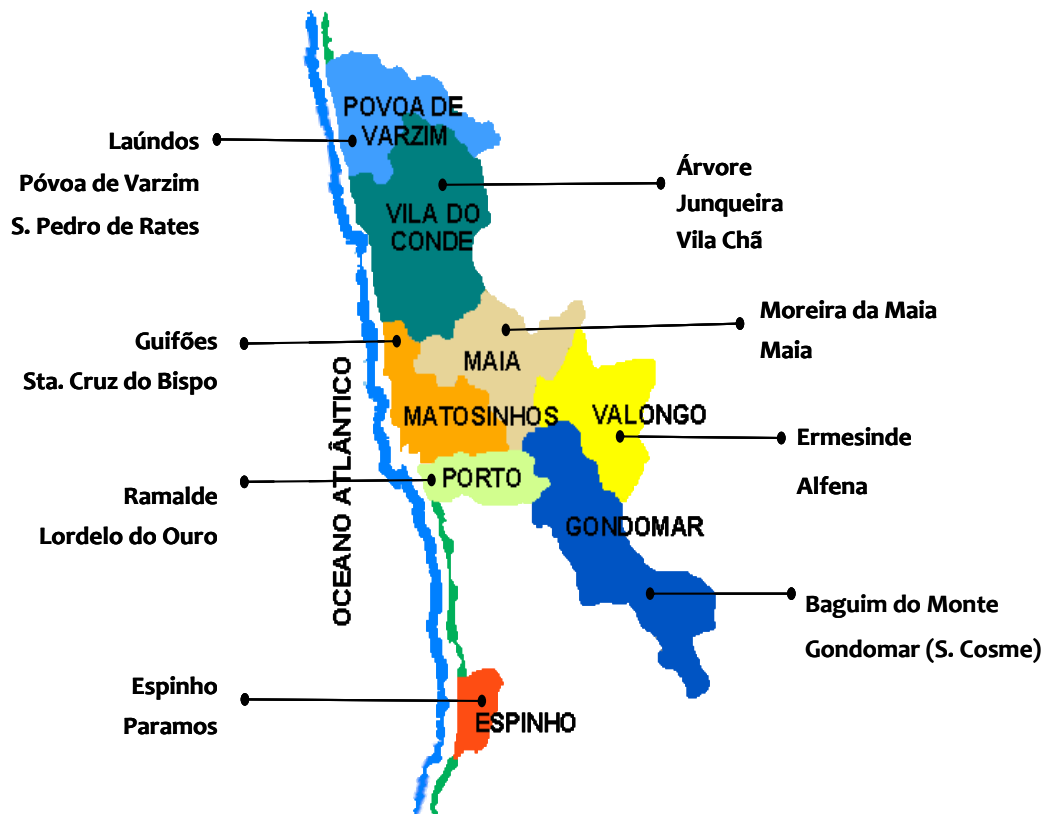 POVOA DE
VARZIM
Laúndos
Póvoa de Varzim
S. Pedro de Rates
Árvore
Junqueira
Vila Chã
VILA DO
CONDE
Moreira da Maia
Maia
Guifões
Sta. Cruz do Bispo
MAIA
OCEANO ATLÂNTICO
MATOSINHOS
VALONGO
Ermesinde
Alfena
PORTO
Ramalde
Lordelo do Ouro
GONDOMAR
Baguim do Monte
Gondomar (S. Cosme)
Espinho
Paramos
ESPINHO